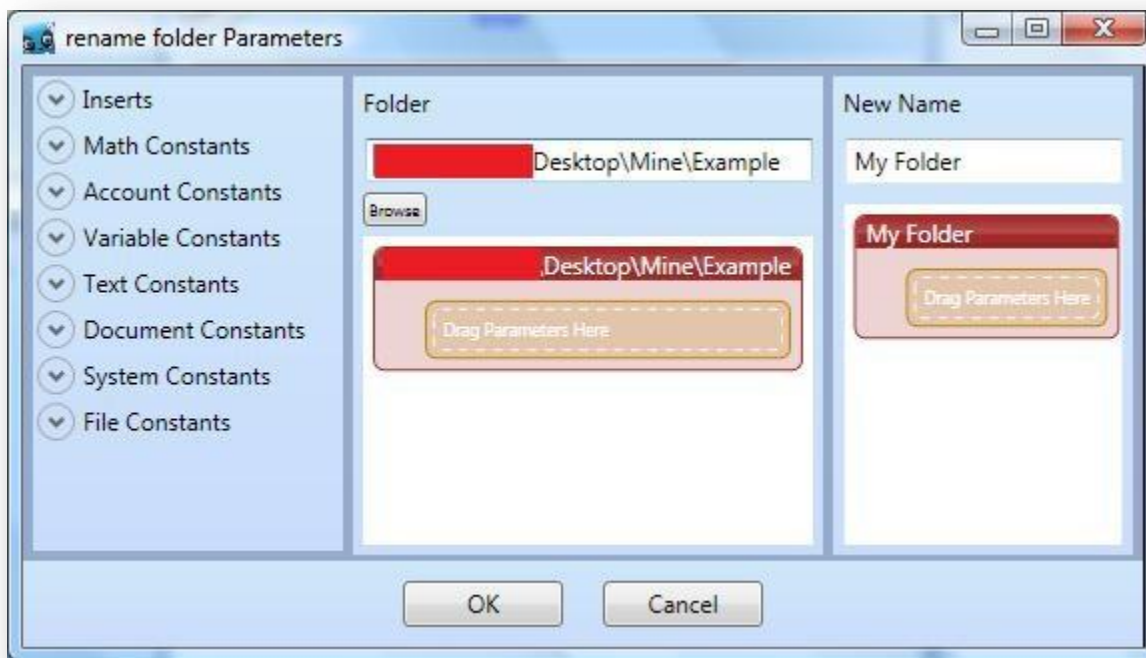 rename folder Parameters
Inserts
Math Constants
Account Constants
Variable Constants
Text Constants
Document Constants
System Constants
File Constants
Folder
Desktop\Mine\Example
Browse
Desktop\Mine\Example
Drag Parameters Here
New Name
My Folder
My Folder
Drag Parameters Here
OK
Cancel